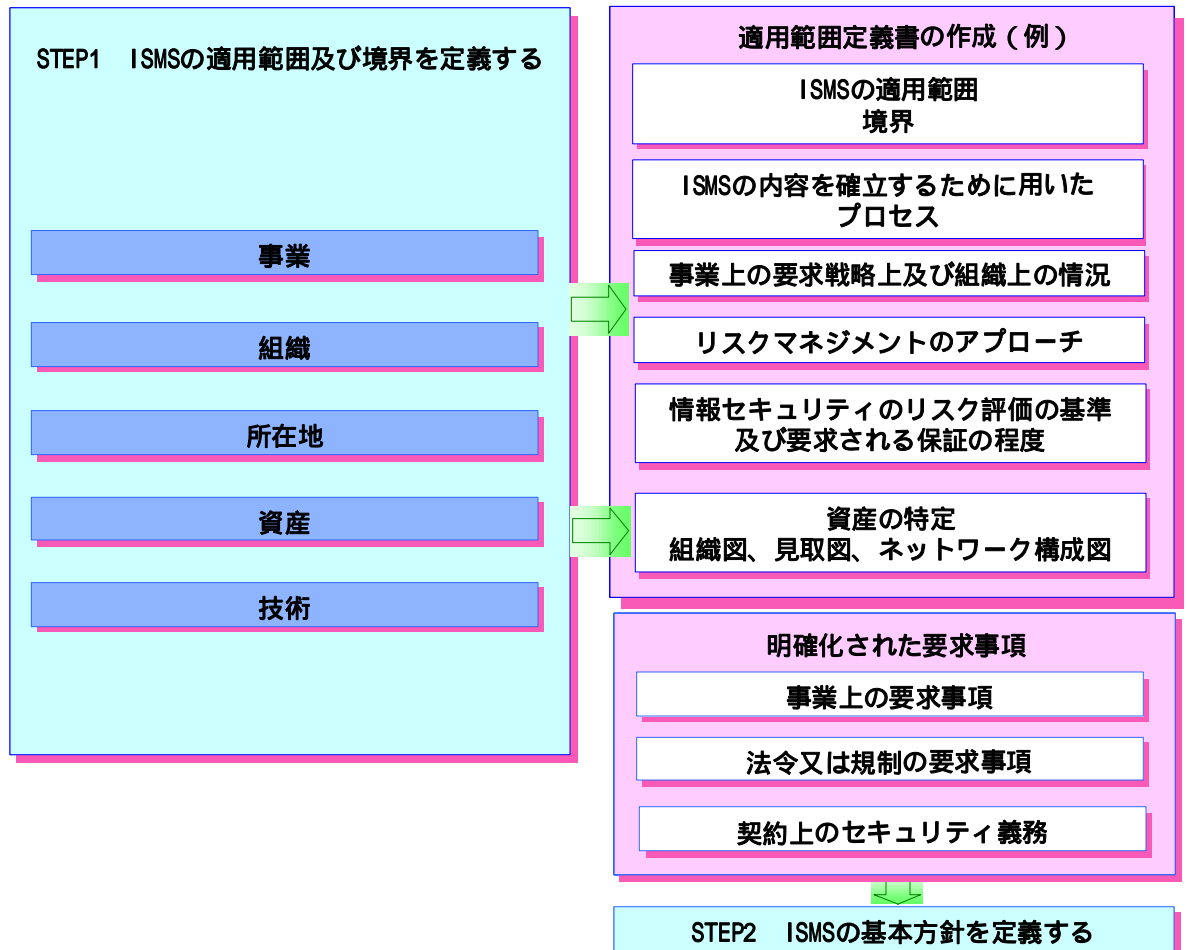 STEP1 ISMSの適用範囲及び境界を定義する
事業
組織
所在地
資産
技術
適用範囲定義書の作成（例）
ISMSの適用範囲
境界
ISMSの内容を確立するために用いた
プロセス
事業上の要求戦略上及び組織上の情況
リスクマネジメントのアプローチ
情報セキュリティのリスク評価の基準
及び要求される保証の程度
資産の特定
組織図、見取図、ネットワーク構成図
明確化された要求事項
事業上の要求事項
法令又は規制の要求事項
契約上のセキュリティ義務
STEP2 ISMSの基本方針を定義する